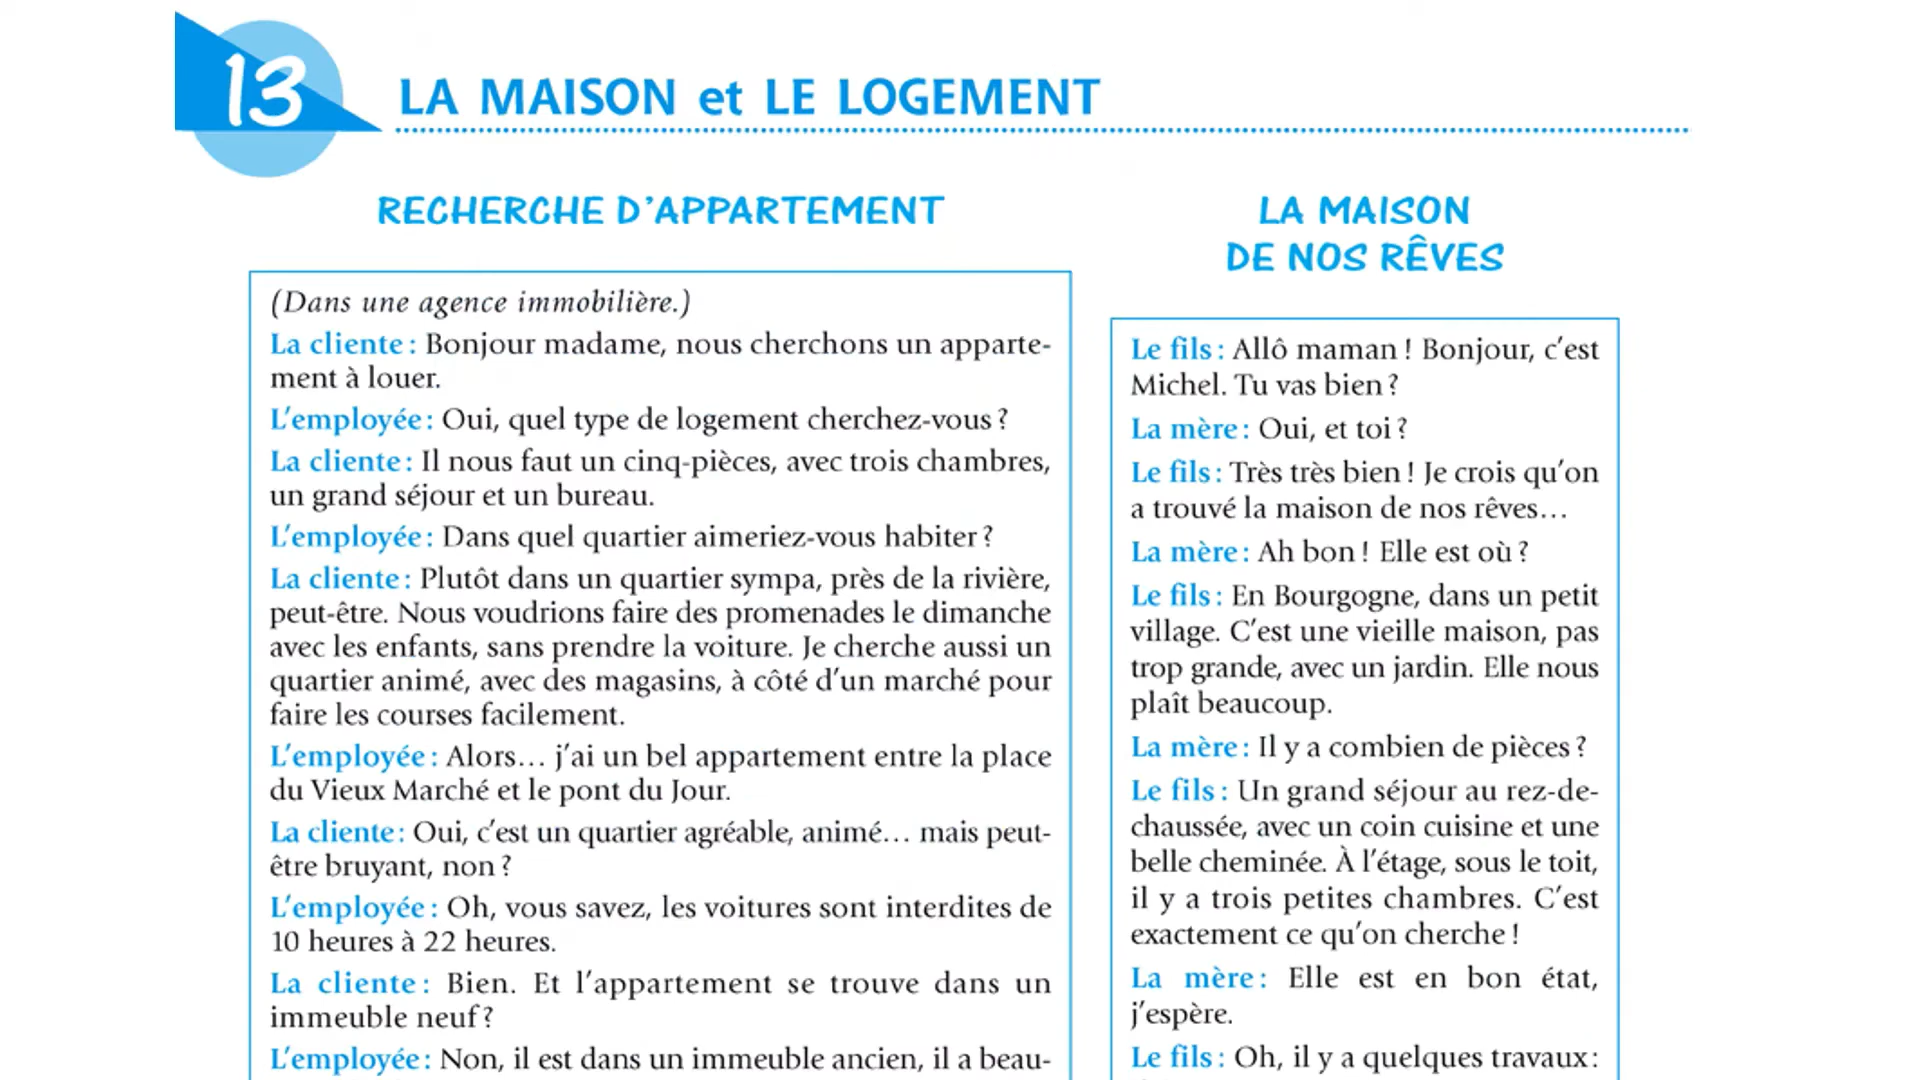 13
LA MAISON et LE LOGEMENT
RECHERCHE D'APPARTEMENT
(Dans une agence immobilière.)
La cliente : Bonjour madame, nous cherchons un apparte-
ment à louer.
L'employée : Oui, quel type de logement cherchez-vous ?
La cliente : Il nous faut un cinq-pièces, avec trois chambres,
un grand séjour et un bureau.
L'employée : Dans quel quartier aimeriez-vous habiter ?
La cliente : Plutôt dans un quartier sympa, près de la rivière,
peut-être. Nous voudrions faire des promenades le dimanche
avec les enfants, sans prendre la voiture. Je cherche aussi un
quartier animé, avec des magasins, à côté d'un marché pour
faire les courses facilement.
L'employée : Alors… j'ai un bel appartement entre la place
du Vieux Marché et le pont du Jour.
La cliente : Oui, c'est un quartier agréable, animé… mais peut-
être bruyant, non ?
L'employée : Oh, vous savez, les voitures sont interdites de
10 heures à 22 heures.
La cliente : Bien. Et l'appartement se trouve dans un
immeuble neuf ?
L'employée : Non, il est dans un immeuble ancien, il a beau-
LA MAISON
DE NOS RÊVES
Le fils : Allô maman ! Bonjour, c'est
Michel. Tu vas bien ?
La mère : Oui, et toi ?
Le fils : Très très bien ! Je crois qu'on
a trouvé la maison de nos rêves…
La mère : Ah bon ! Elle est où ?
Le fils : En Bourgogne, dans un petit
village. C'est une vieille maison, pas
trop grande, avec un jardin. Elle nous
plaît beaucoup.
La mère : Il y a combien de pièces ?
Le fils : Un grand séjour au rez-de-
chaussée, avec un coin cuisine et une
belle cheminée. À l'étage, sous le toit,
il y a trois petites chambres. C'est
exactement ce qu'on cherche !
La mère : Elle est en bon état,
j'espère.
Le fils : Oh, il y a quelques travaux :